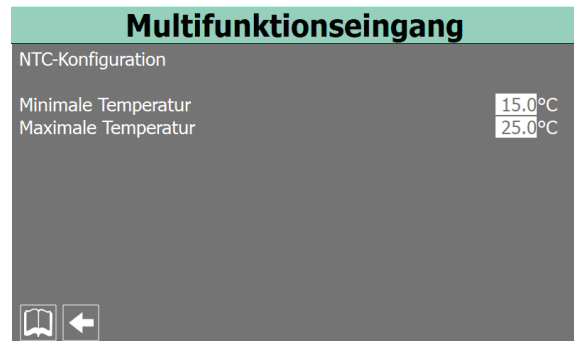 Multifunktionseingang
NTC-Konfiguration
Minimale Temperatur 15.0°C
Maximale Temperatur 25.0°C